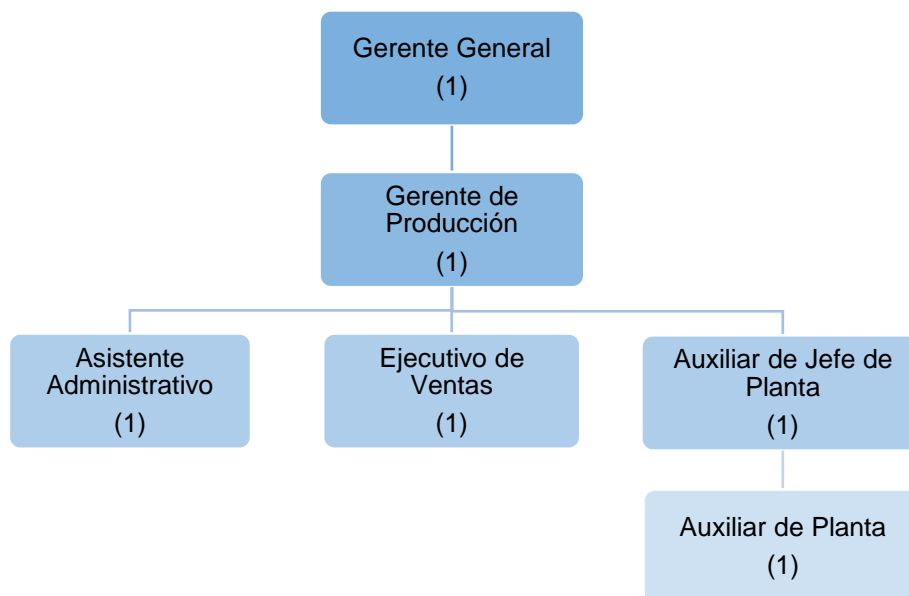 Gerente General
(1)
Gerente de
Producción
(1)
Asistente
Administrativo
(1)
Ejecutivo de
Ventas
(1)
Auxiliar de Jefe de
Planta
(1)
Auxiliar de Planta
(1)